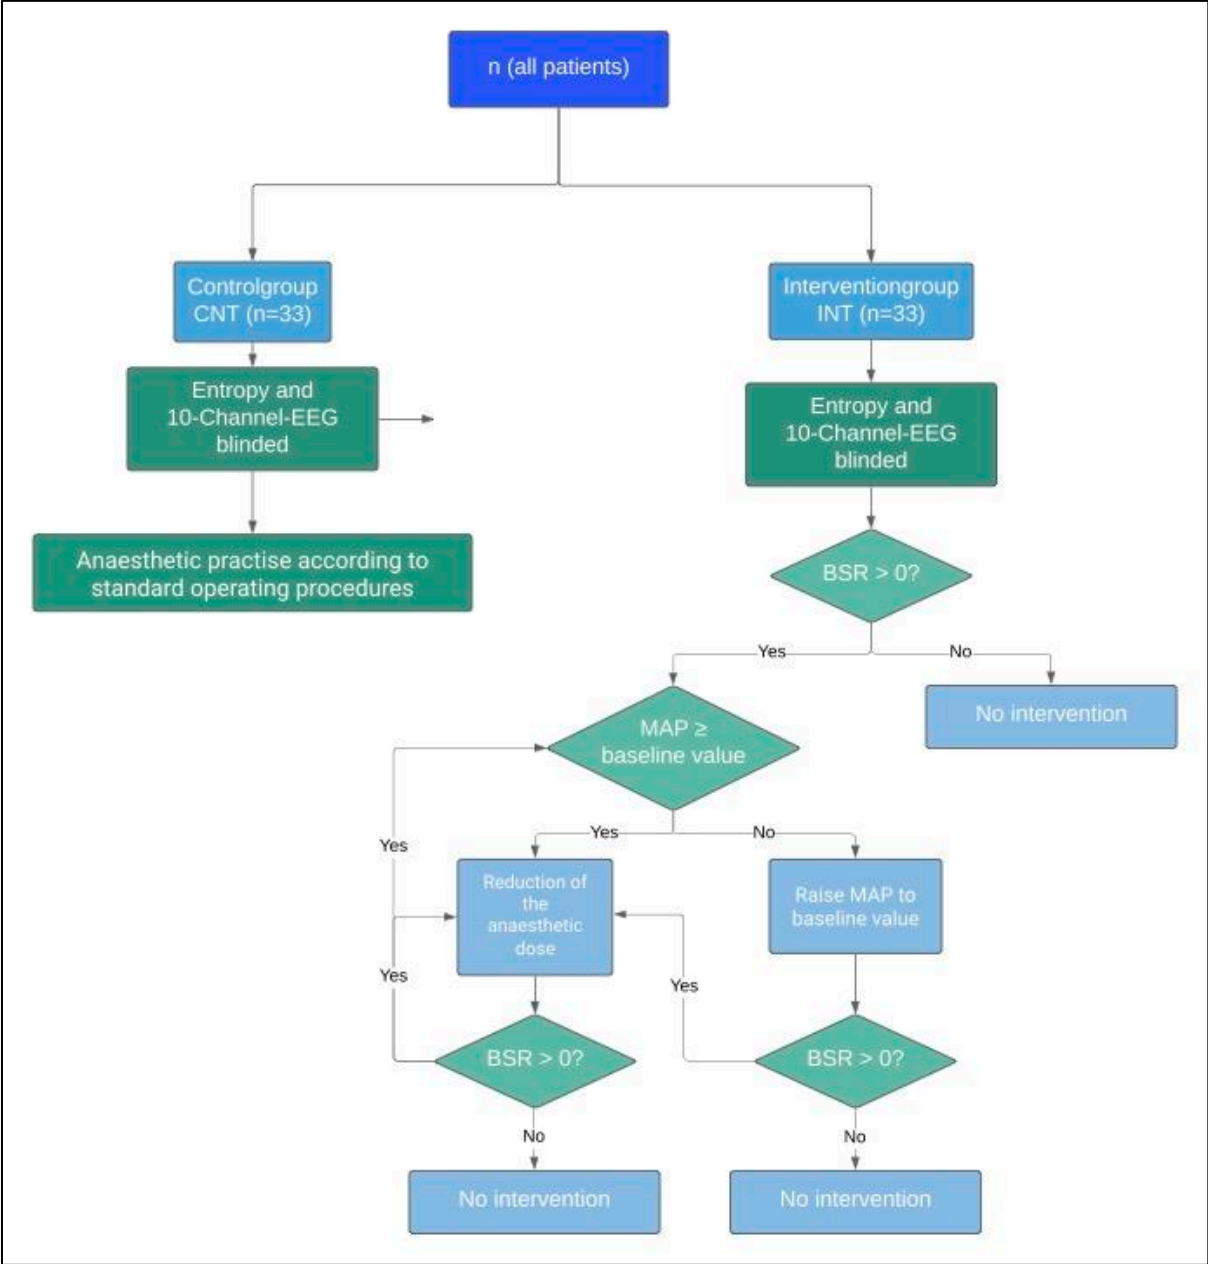 n (all patients)
Controlgroup
CNT (n=33)
Interventiongroup
INT (n=33)
Entropy and
10-Channel-EEG
blinded
Entropy and
10-Channel-EEG
blinded
Anaesthetic practise according to
standard operating procedures
BSR > 0?
Yes
No
No intervention
MAP ≥
baseline value
Yes
No
Yes
Reduction of
the
anaesthetic
dose
Raise MAP to
baseline value
Yes
Yes
BSR > 0?
BSR > 0?
No
No
No intervention
No intervention